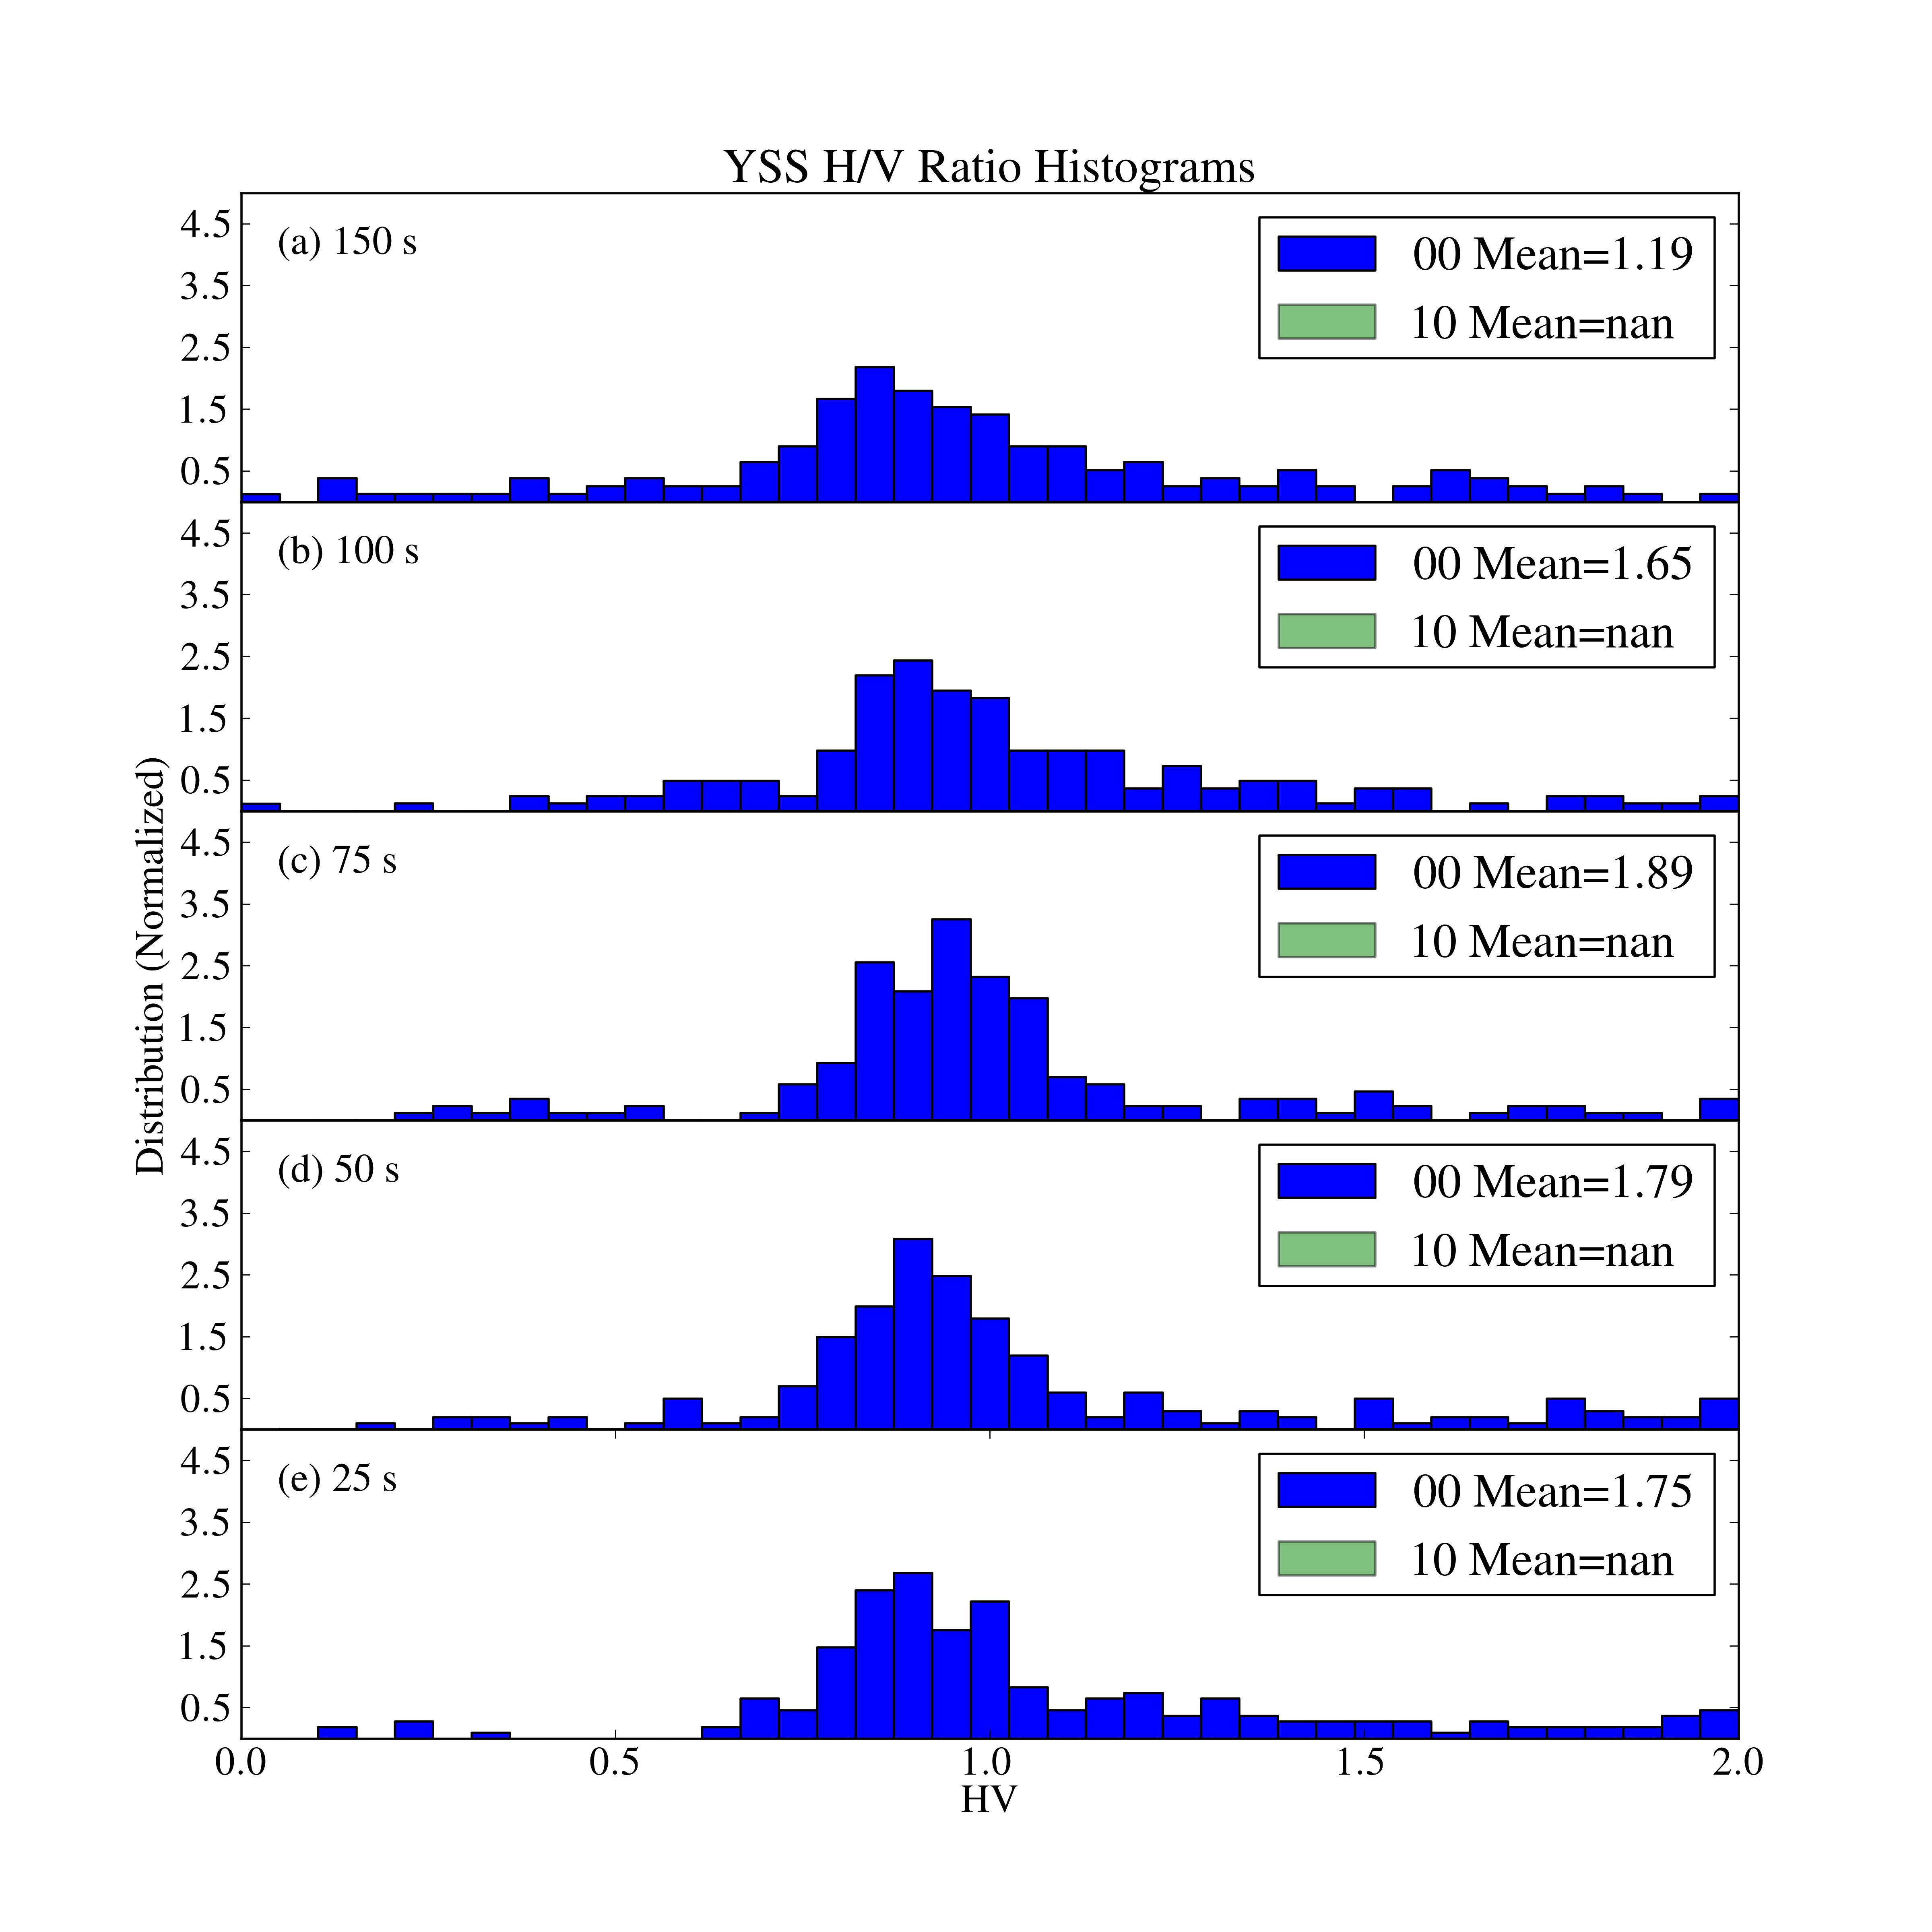 YSS H/V Ratio Histograms
Distribution (Normalized)
(a) 150 s
4.5
3.5
2.5
1.5
0.5
00 Mean=1.19
10 Mean=nan
(b) 100 s
4.5
3.5
2.5
1.5
0.5
00 Mean=1.65
10 Mean=nan
(c) 75 s
4.5
3.5
2.5
1.5
0.5
00 Mean=1.89
10 Mean=nan
(d) 50 s
4.5
3.5
2.5
1.5
0.5
00 Mean=1.79
10 Mean=nan
(e) 25 s
4.5
3.5
2.5
1.5
0.5
00 Mean=1.75
10 Mean=nan
0.0 0.5 1.0 1.5 2.0
HV